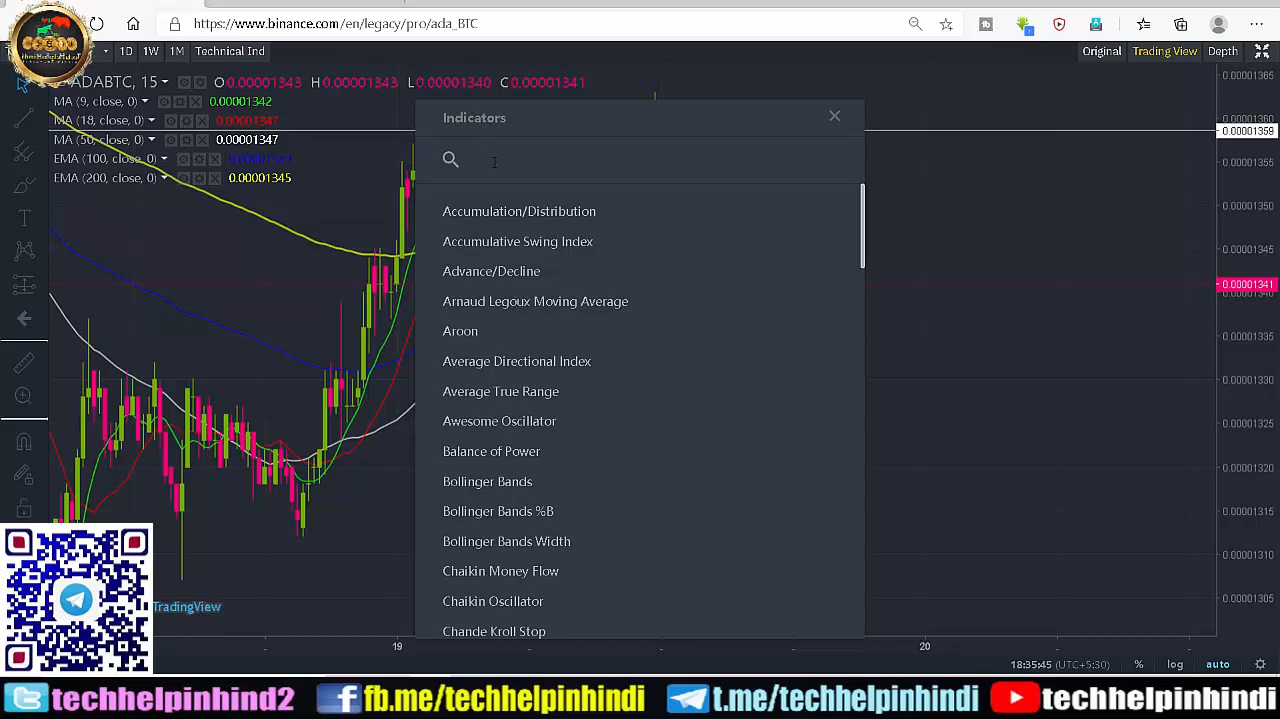 https://www.binance.com/en/legacy/pro/ada_BTC
1D 1W 1M Technical Ind
Original Trading View Depth
ADABTC, 15 O0.00001343 H0.00001343 L0.00001340 C0.00001341
MA (9, close, 0) 0.00001342
MA (18, close, 0) 0.00001347
MA (50, close, 0) 0.00001347
EMA (100, close, 0)
EMA (200, close, 0) 0.00001345
Indicators
Accumulation/Distribution
Accumulative Swing Index
Advance/Decline
Arnaud Legoux Moving Average
Aroon
Average Directional Index
Average True Range
Awesome Oscillator
Balance of Power
Bollinger Bands
Bollinger Bands %B
Bollinger Bands Width
Chaikin Money Flow
Chaikin Oscillator
Chande Kroll Stop
0.00001365
0.00001360
0.00001359
0.00001355
0.00001350
0.00001345
0.00001341
0.00001340
0.00001335
0.00001330
0.00001325
0.00001320
0.00001315
0.00001310
0.00001305
TradingView
19 20
18:35:45 (UTC+5:30) % log auto
techhelpinhindi2 fb.me/techhelpinhindi t.me/techhelpinhindi techhelpinhindi